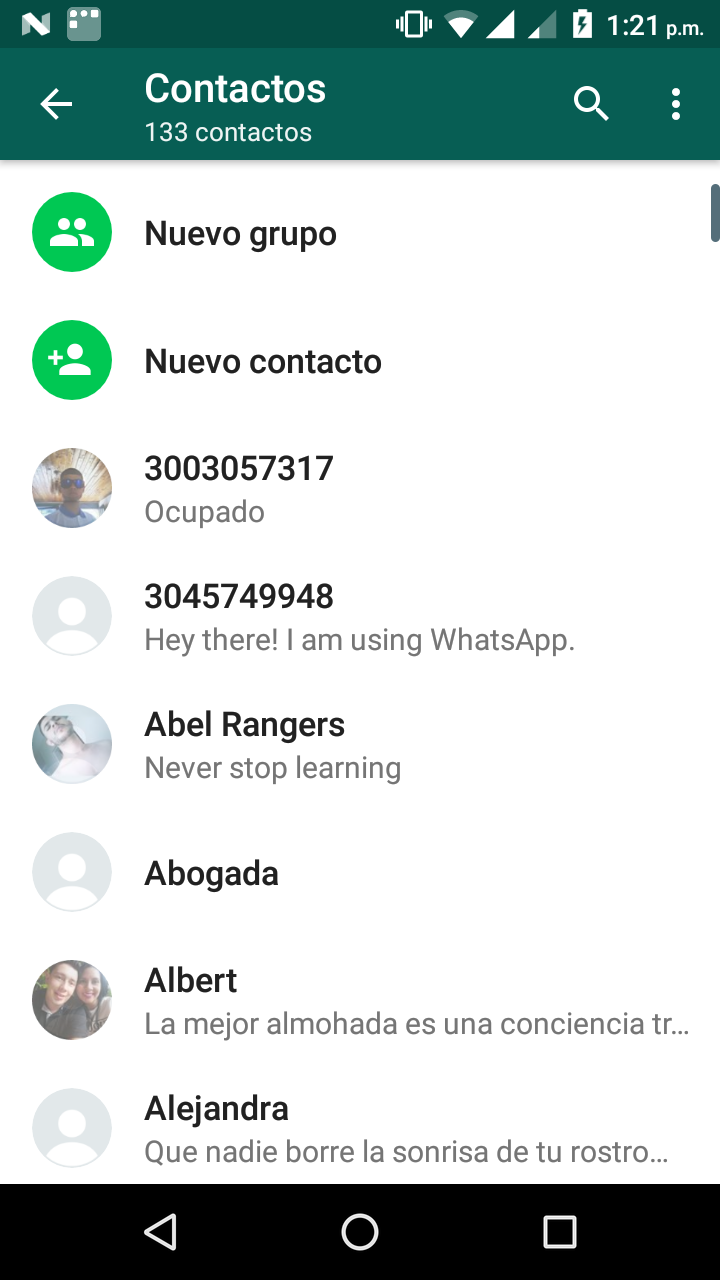 1:21 p.m.
Contactos
133 contactos
Nuevo grupo
Nuevo contacto
3003057317
Ocupado
3045749948
Hey there! I am using WhatsApp.
Abel Rangers
Never stop learning
Abogada
Albert
La mejor almohada es una conciencia tr...
Alejandra
Que nadie borre la sonrisa de tu rostro...